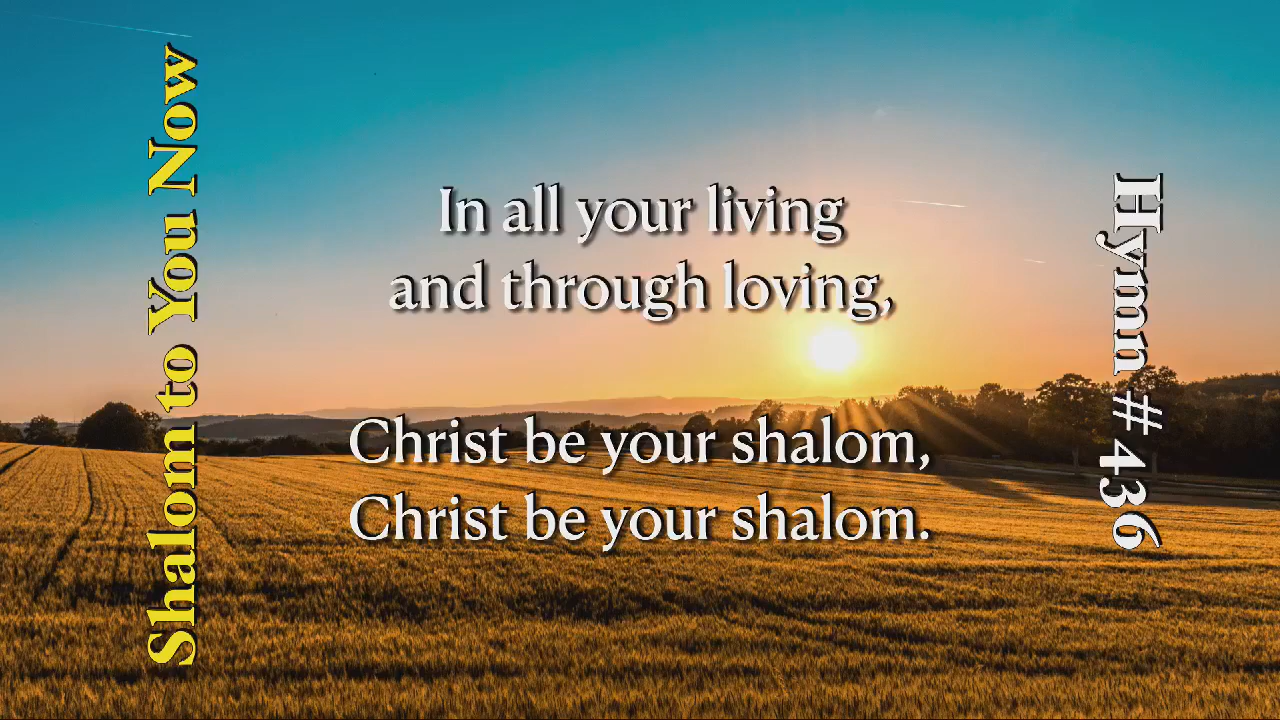 Shalom to You Now
In all your living
and through loving,
Christ be your shalom,
Christ be your shalom.
Hymn # 436